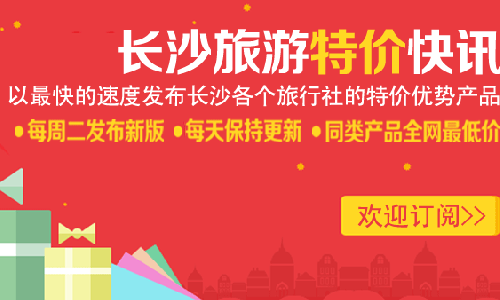 长沙旅游特价快讯
以最快的速度发布长沙各个旅行社的特价优势产品
•每周二发布新版 •每天保持更新 •同类产品全网最低价
欢迎订阅>>